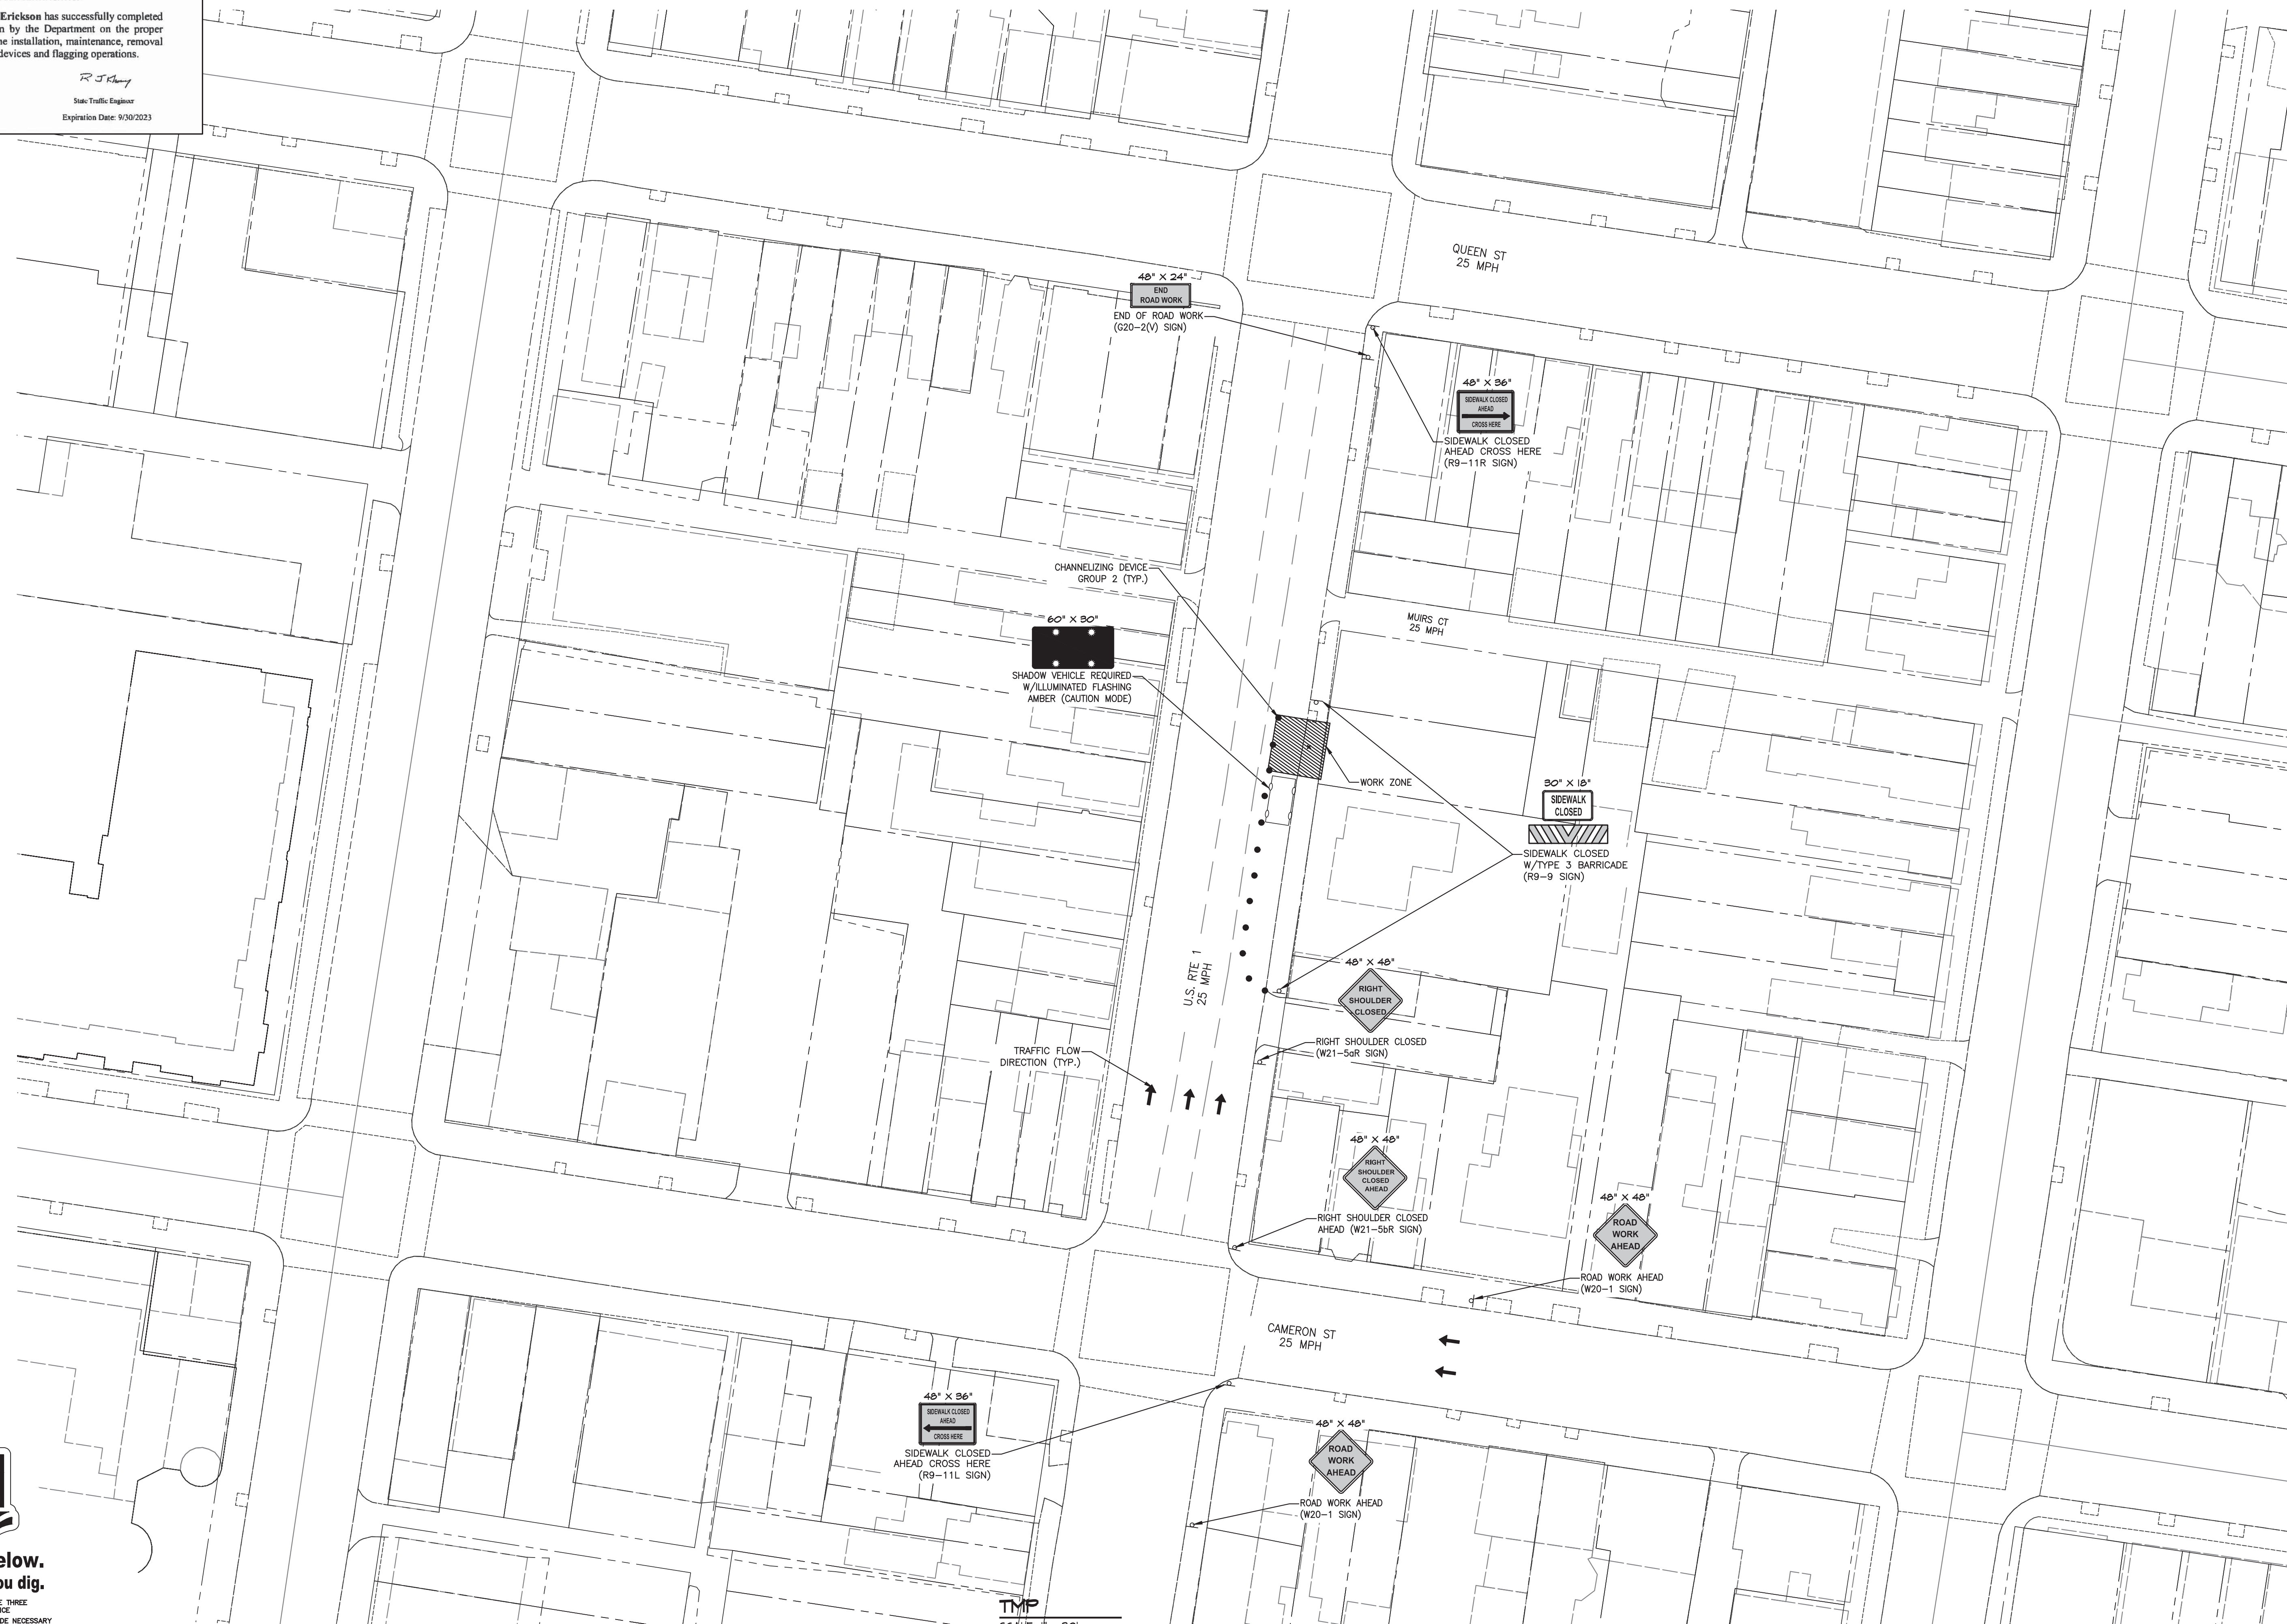 Erickson has successfully completed
by the Department on the proper
installation, maintenance, removal
devices and flagging operations.
State Traffic Engineer
Expiration Date: 9/30/2023
QUEEN ST
25 MPH
48" X 24"
END
ROAD WORK
END OF ROAD WORK
(G20-2(V) SIGN)
48" X 36"
SIDEWALK CLOSED
AHEAD
CROSS HERE
SIDEWALK CLOSED
AHEAD CROSS HERE
(R9-11R SIGN)
CHANNELIZING DEVICE
GROUP 2 (TYP.)
MUIRS CT
25 MPH
60" X 30"
SHADOW VEHICLE REQUIRED
W/ILLUMINATED FLASHING
AMBER (CAUTION MODE)
WORK ZONE
30" X 18"
SIDEWALK
CLOSED
SIDEWALK CLOSED
W/TYPE 3 BARRICADE
(R9-9 SIGN)
U.S. RTE 1
25 MPH
48" X 48"
RIGHT
SHOULDER
CLOSED
RIGHT SHOULDER CLOSED
(W21-5aR SIGN)
TRAFFIC FLOW
DIRECTION (TYP.)
48" X 48"
RIGHT
SHOULDER
CLOSED
AHEAD
RIGHT SHOULDER CLOSED
AHEAD (W21-5bR SIGN)
48" X 48"
ROAD
WORK
AHEAD
ROAD WORK AHEAD
(W20-1 SIGN)
CAMERON ST
25 MPH
48" X 36"
SIDEWALK CLOSED
AHEAD
CROSS HERE
SIDEWALK CLOSED
AHEAD CROSS HERE
(R9-11L SIGN)
48" X 48"
ROAD
WORK
AHEAD
ROAD WORK AHEAD
(W20-1 SIGN)
elow.
ou dig.
THREE
NECESSARY
TMP